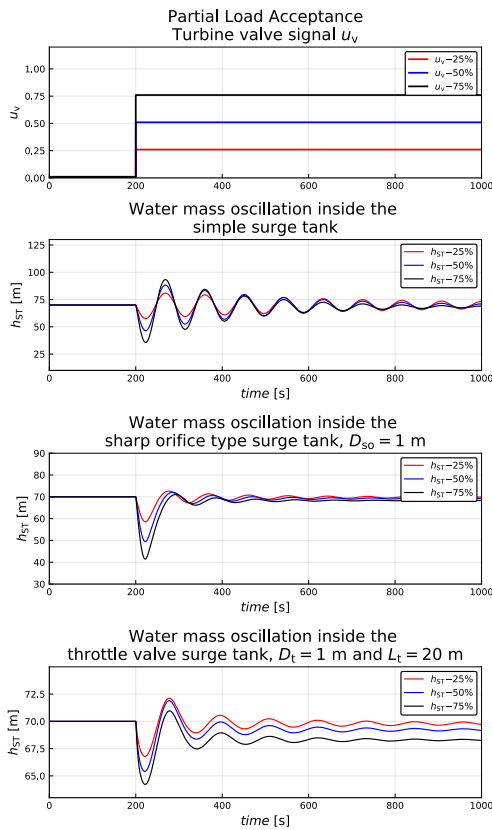 Partial Load Acceptance
Turbine valve signal u_v
1.00
0.75
0.50
0.25
0.00
u_v
u_v−25%
u_v−50%
u_v−75%
0 200 400 600 800 1000
Water mass oscillation inside the
simple surge tank
125
100
75
50
25
h_ST [m]
h_ST−25%
h_ST−50%
h_ST−75%
0 200 400 600 800 1000
time [s]
Water mass oscillation inside the
sharp orifice type surge tank, D_so = 1 m
90
80
70
60
50
40
30
h_ST [m]
h_ST−25%
h_ST−50%
h_ST−75%
0 200 400 600 800 1000
time [s]
Water mass oscillation inside the
throttle valve surge tank, D_t = 1 m and L_t = 20 m
72.5
70.0
67.5
65.0
h_ST [m]
h_ST−25%
h_ST−50%
h_ST−75%
0 200 400 600 800 1000
time [s]